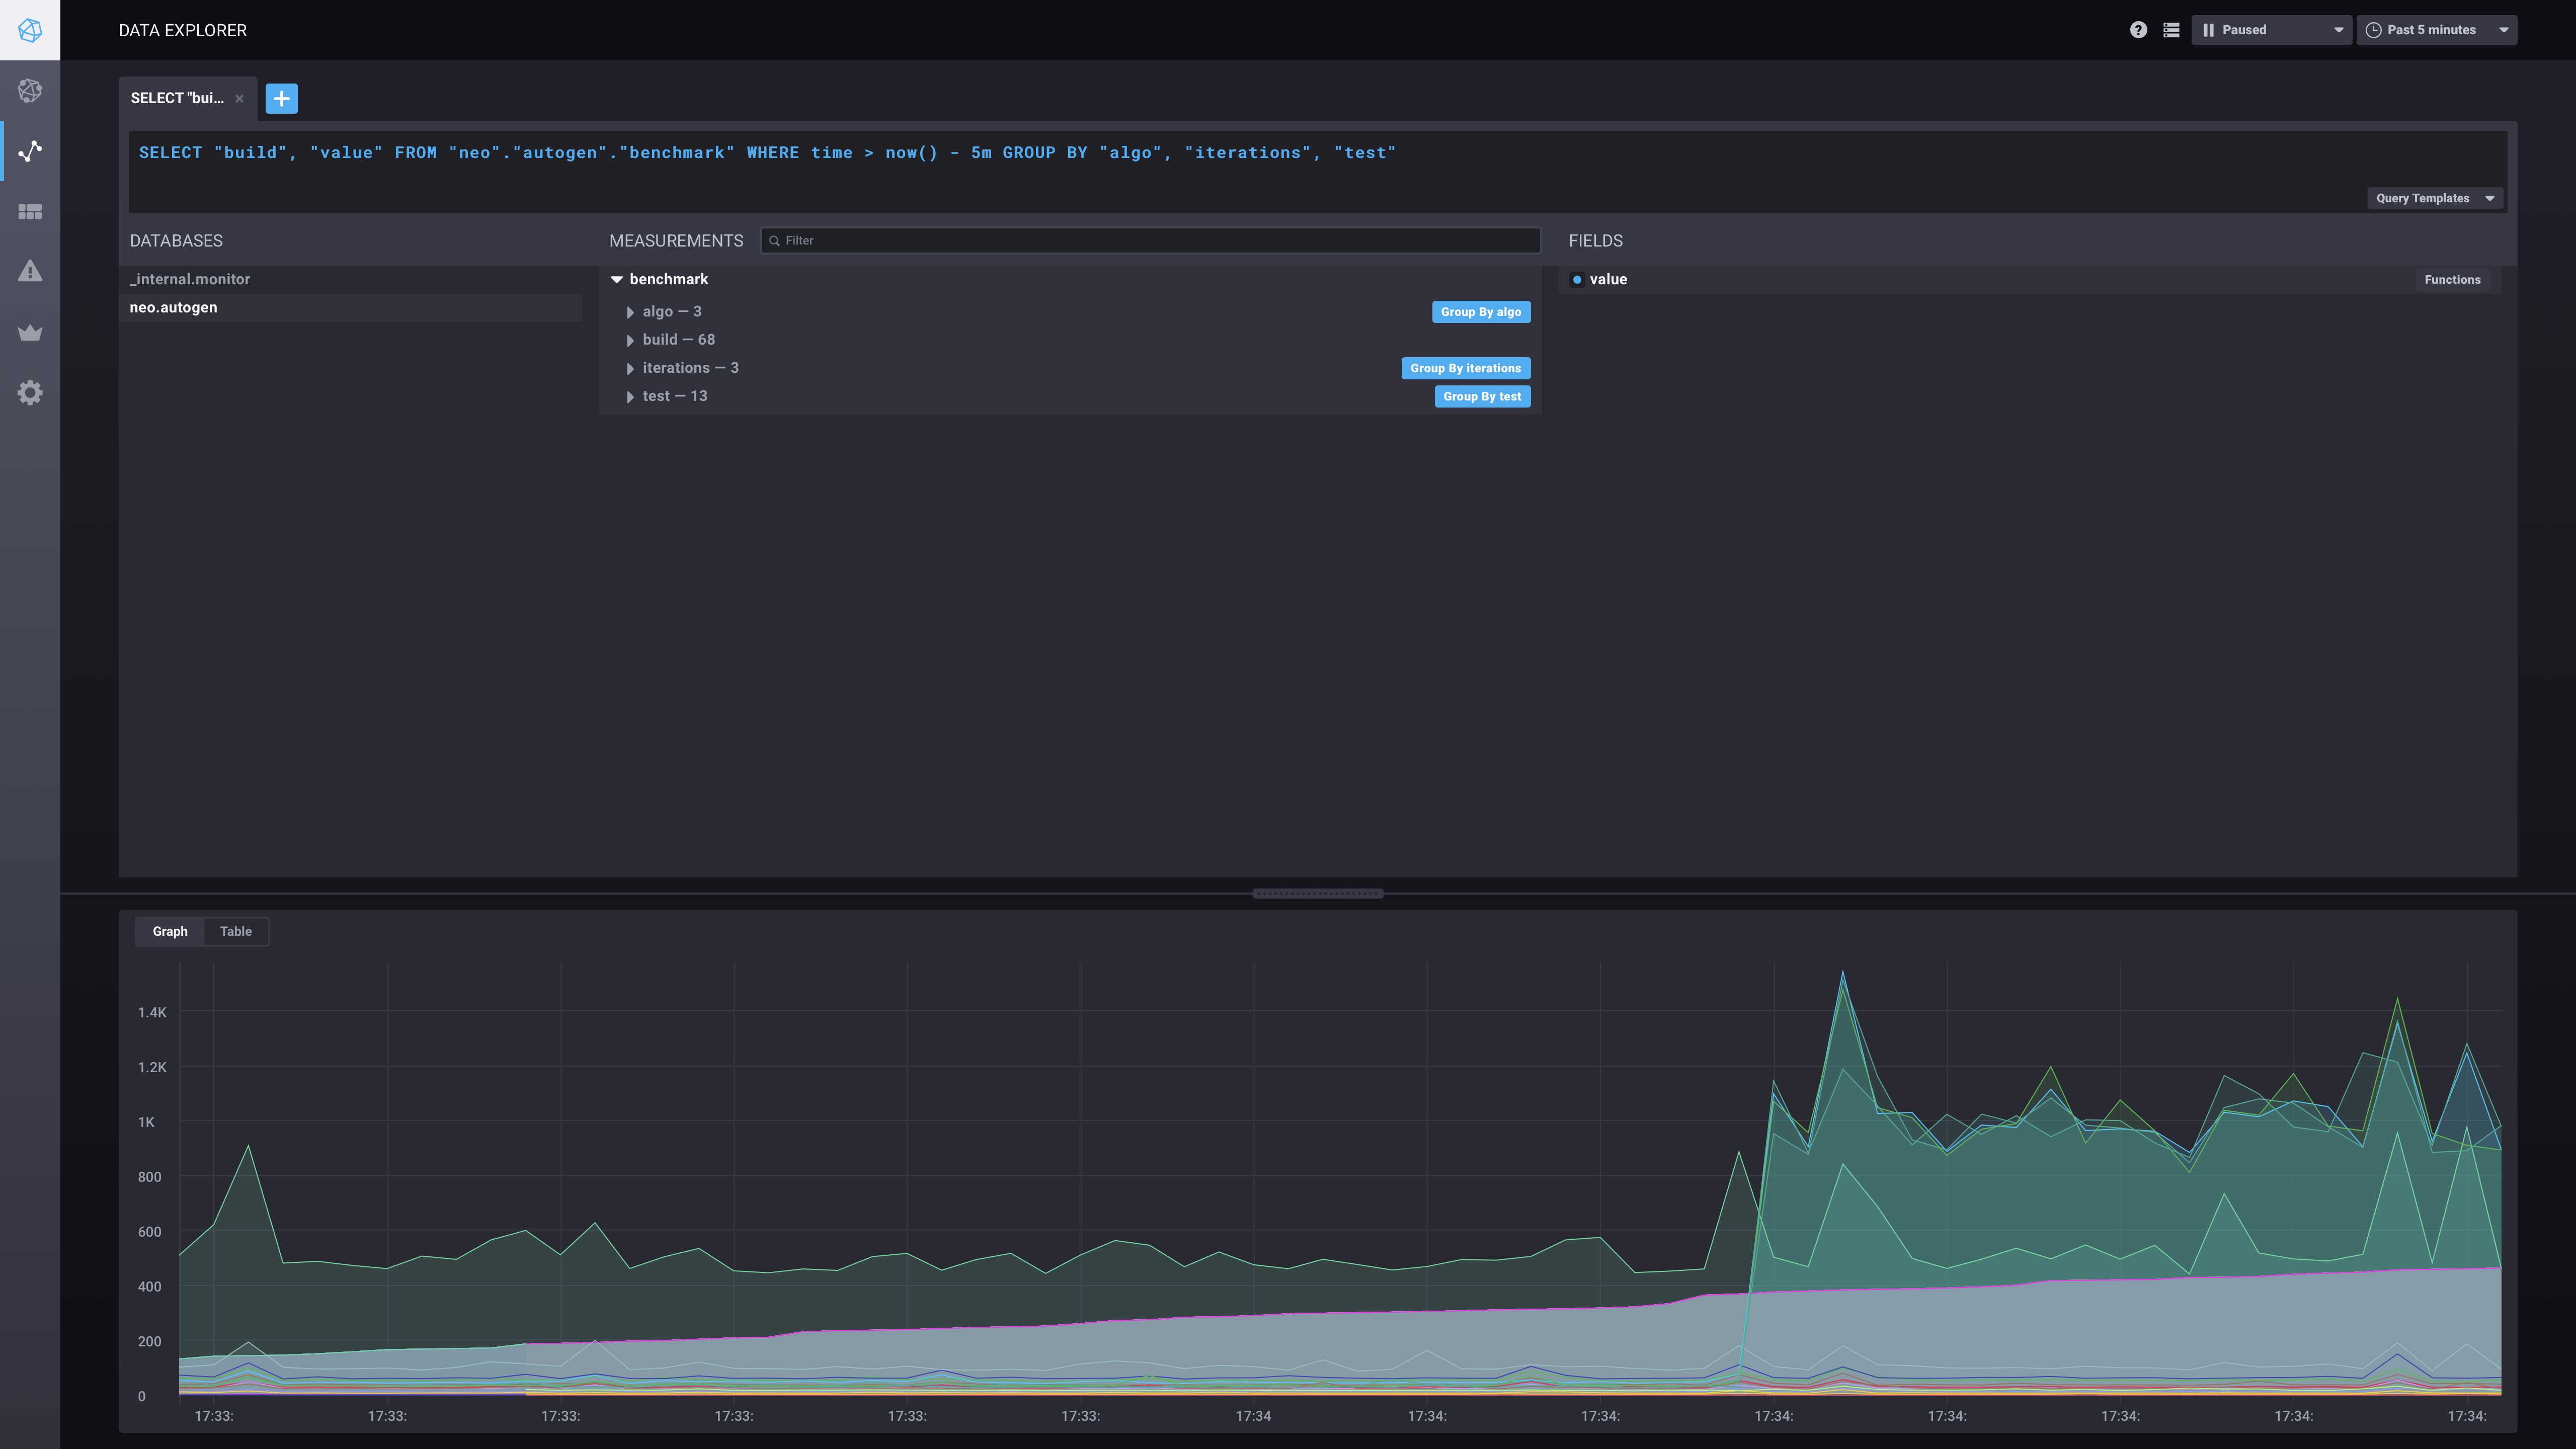 DATA EXPLORER
Paused
Past 5 minutes
SELECT "bui...
SELECT "build", "value" FROM "neo"."autogen"."benchmark" WHERE time > now() - 5m GROUP BY "algo", "iterations", "test"
Query Templates
DATABASES
MEASUREMENTS
Filter
FIELDS
_internal.monitor
benchmark
value
Functions
neo.autogen
algo — 3
Group By algo
build — 68
iterations — 3
Group By iterations
test — 13
Group By test
Graph
Table
1.4K
1.2K
1K
800
600
400
200
0
17:33:
17:33:
17:33:
17:33:
17:33:
17:33:
17:34
17:34:
17:34:
17:34:
17:34:
17:34:
17:34:
17:34: